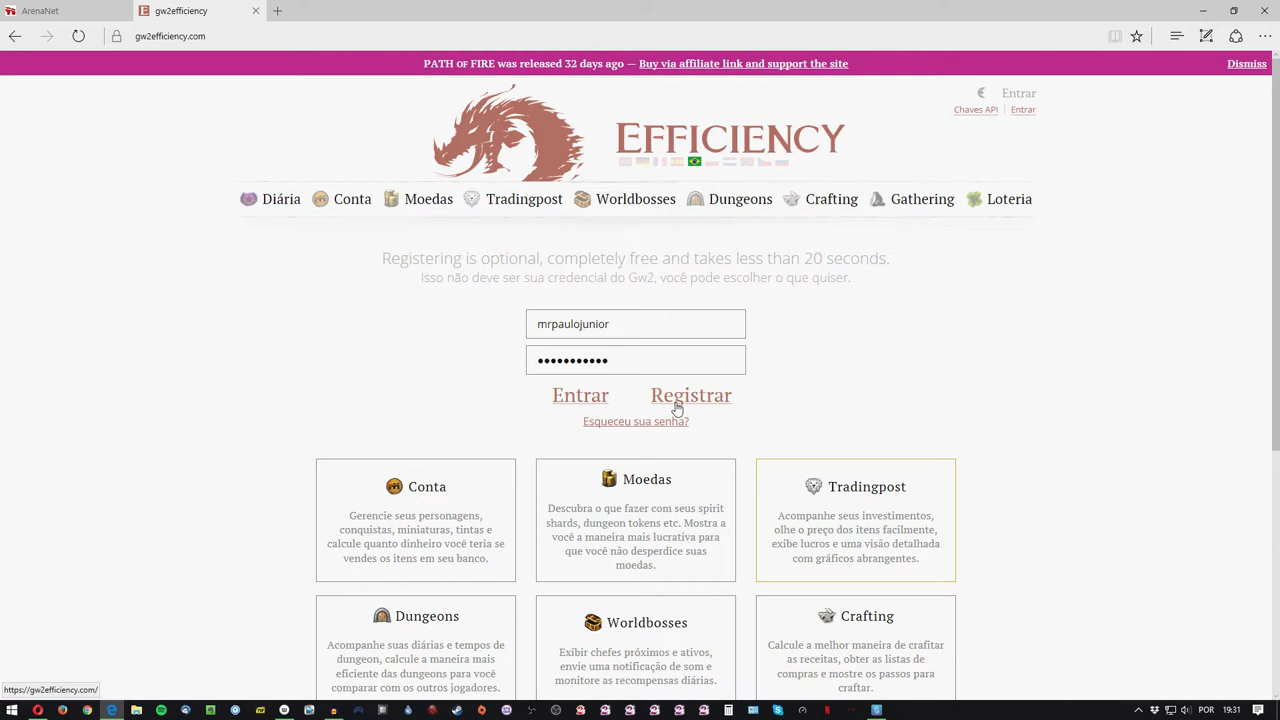 ArenaNet
gw2efficiency
gw2efficiency.com
PATH OF FIRE was released 32 days ago — Buy via affiliate link and support the site
Dismiss
Entrar
Chaves API
Entrar
EFFICIENCY
Diária
Conta
Moedas
Tradingpost
Worldbosses
Dungeons
Crafting
Gathering
Loteria
Registering is optional, completely free and takes less than 20 seconds.
Isso não deve ser sua credencial do Gw2, você pode escolher o que quiser.
mrpaulojunior
•••••••••••
Entrar
Registrar
Esqueceu sua senha?
Conta
Gerencie seus personagens,
conquistas, miniaturas, tintas e
calcule quanto dinheiro você teria se
vendes os itens em seu banco.
Moedas
Descubra o que fazer com seus spirit
shards, dungeon tokens etc. Mostra a
você a maneira mais lucrativa para
que você não desperdice suas
moedas.
Tradingpost
Acompanhe seus investimentos,
olhe o preço dos itens facilmente,
exibe lucros e uma visão detalhada
com gráficos abrangentes.
Dungeons
Acompanhe suas diárias e tempos de
dungeon, calcule a maneira mais
eficiente das dungeons para você
comparar com os outros jogadores.
Worldbosses
Exibir chefes próximos e ativos,
envie uma notificação de som e
monitore as recompensas diárias.
Crafting
Calcule a melhor maneira de crafitar
as receitas, obter as listas de
compras e mostre os passos para
craftar.
https://gw2efficiency.com/
POR
19:31